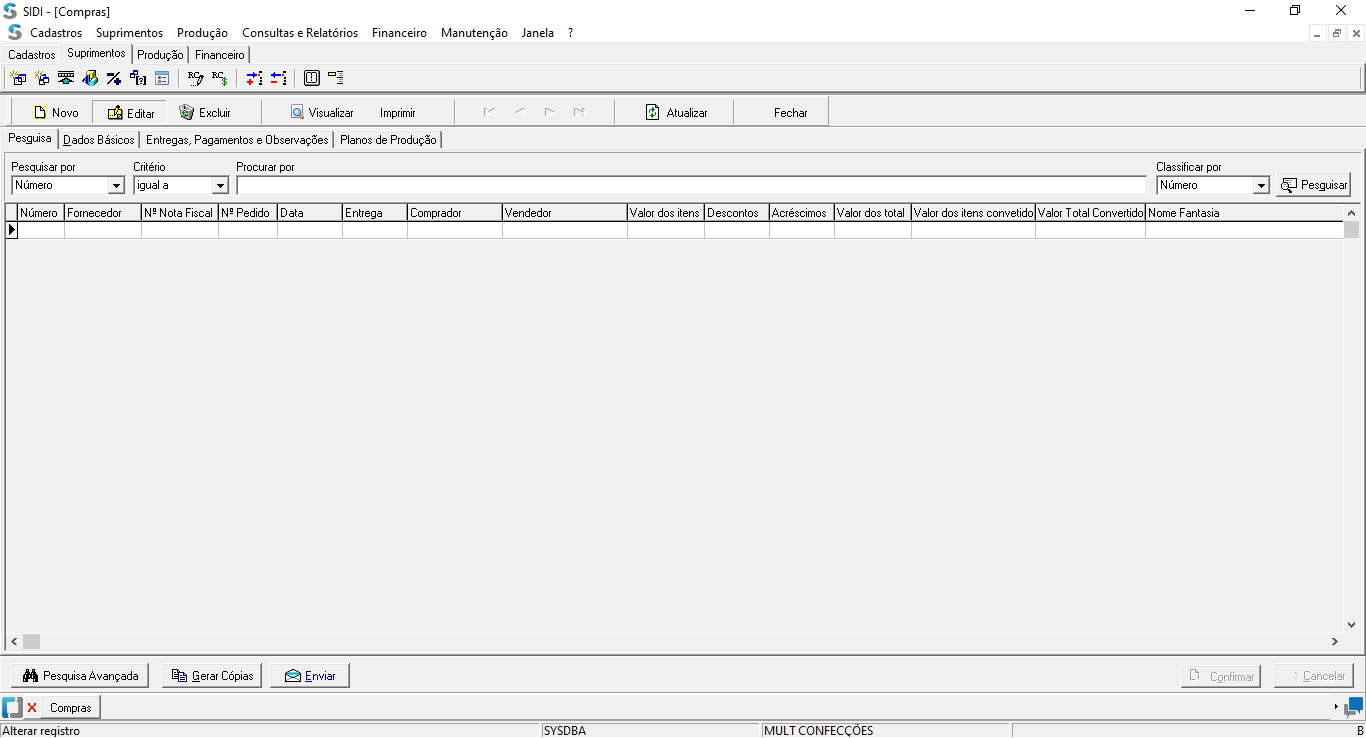 SIDI - [Compras]
Cadastros Suprimentos Produção Consultas e Relatórios Financeiro Manutenção Janela ?
Cadastros Suprimentos Produção Financeiro
Novo Editar Excluir Visualizar Imprimir Atualizar Fechar
Pesquisa Dados Básicos Entregas, Pagamentos e Observações Planos de Produção
Pesquisar por Critério Procurar por Classificar por
Número igual a Número Pesquisar
Número Fornecedor Nº Nota Fiscal Nº Pedido Data Entrega Comprador Vendedor Valor dos itens Descontos Acréscimos Valor dos total Valor dos itens convetido Valor Total Convertido Nome Fantasia
Pesquisa Avançada Gerar Cópias Enviar Confirmar Cancelar
Compras
Alterar registro SYSDBA MULT CONFECÇÕES B